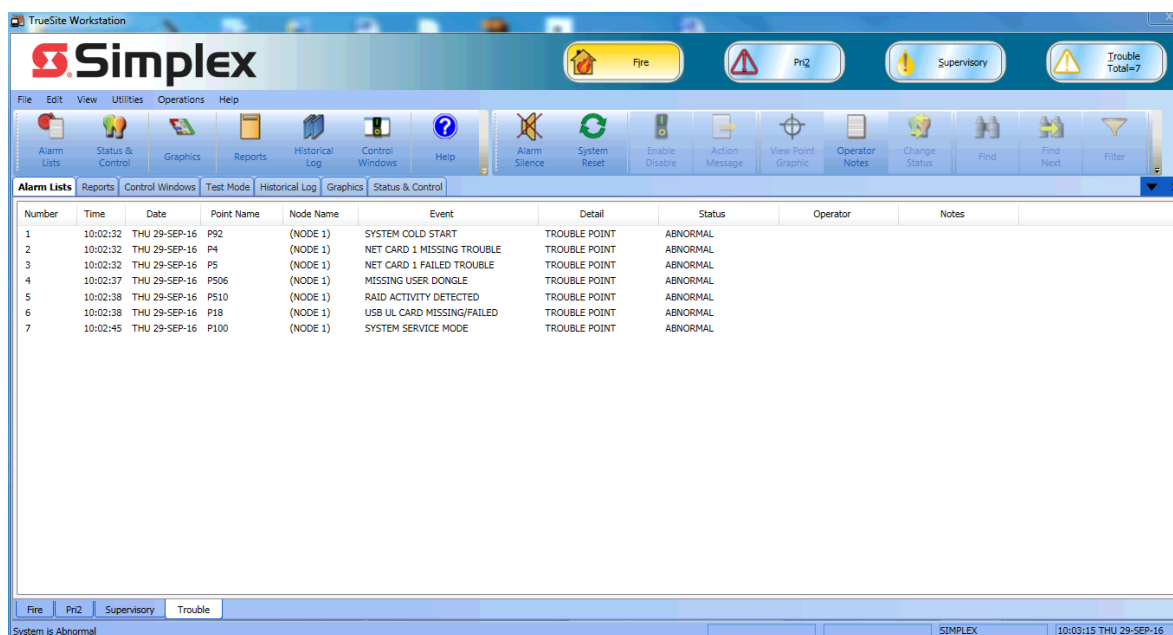 TrueSite Workstation
Simplex
Fire
Pri2
Supervisory
Trouble
Total=7
File Edit View Utilities Operations Help
Alarm Lists
Status & Control
Graphics
Reports
Historical Log
Control Windows
Help
Alarm Silence
System Reset
Enable Disable
Action Message
View Point Graphic
Operator Notes
Change Status
Find
Find Next
Filter
Alarm Lists Reports Control Windows Test Mode Historical Log Graphics Status & Control
Number Time Date Point Name Node Name Event Detail Status Operator Notes
1 10:02:32 THU 29-SEP-16 P92 (NODE 1) SYSTEM COLD START TROUBLE POINT ABNORMAL
2 10:02:32 THU 29-SEP-16 P4 (NODE 1) NET CARD 1 MISSING TROUBLE TROUBLE POINT ABNORMAL
3 10:02:32 THU 29-SEP-16 P5 (NODE 1) NET CARD 1 FAILED TROUBLE TROUBLE POINT ABNORMAL
4 10:02:37 THU 29-SEP-16 P506 (NODE 1) MISSING USER DONGLE TROUBLE POINT ABNORMAL
5 10:02:38 THU 29-SEP-16 P510 (NODE 1) RAID ACTIVITY DETECTED TROUBLE POINT ABNORMAL
6 10:02:38 THU 29-SEP-16 P18 (NODE 1) USB UL CARD MISSING/FAILED TROUBLE POINT ABNORMAL
7 10:02:45 THU 29-SEP-16 P100 (NODE 1) SYSTEM SERVICE MODE TROUBLE POINT ABNORMAL
Fire Pri2 Supervisory Trouble
System is Abnormal SIMPLEX 10:03:15 THU 29-SEP-16